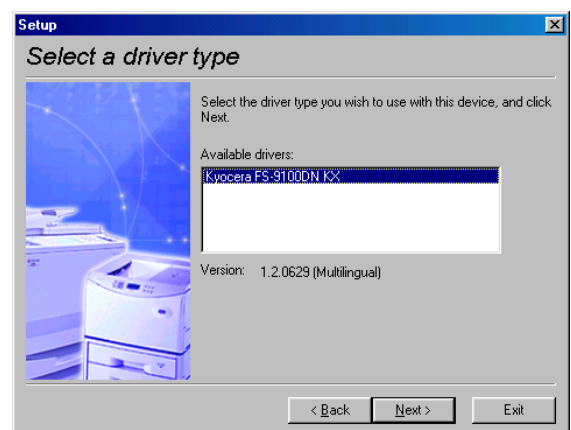 Setup
Select a driver type
Select the driver type you wish to use with this device, and click
Next.
Available drivers:
Kyocera FS-9100DN KX
Version: 1.2.0629 (Multilingual)
< Back Next > Exit